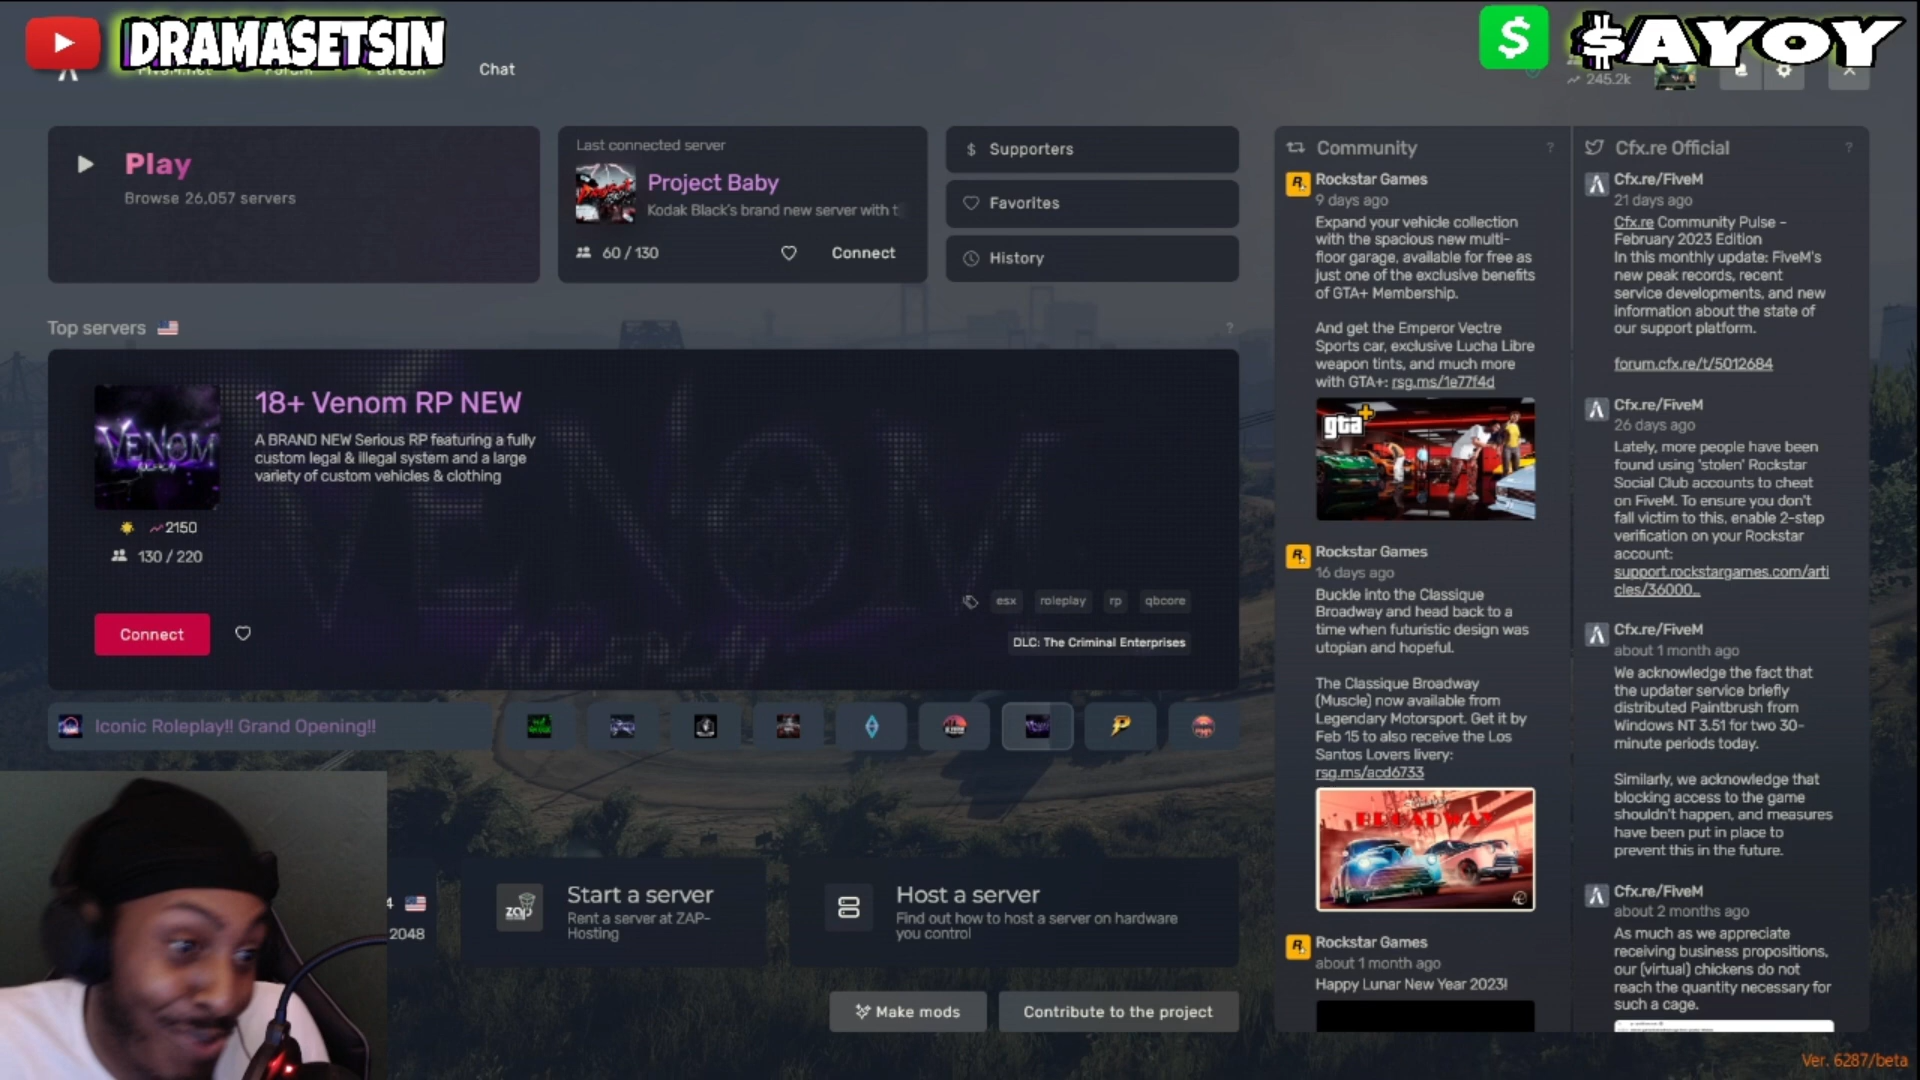 DRAMASETSIN
$AYOY
FiveM.net
Forum
Patreon
Chat
245.2k
Play
Browse 26,057 servers
Last connected server
Project Baby
Kodak Black's brand new server with t
60 / 130
Connect
Supporters
Favorites
History
Top servers
?
18+ Venom RP NEW
A BRAND NEW Serious RP featuring a fully
custom legal & illegal system and a large
variety of custom vehicles & clothing
VENOM
2150
130 / 220
esx
roleplay
rp
qbcore
DLC: The Criminal Enterprises
Connect
Iconic Roleplay!! Grand Opening!!
4
2048
zap
Start a server
Rent a server at ZAP-
Hosting
Host a server
Find out how to host a server on hardware
you control
Make mods
Contribute to the project
Community
?
Rockstar Games
9 days ago
Expand your vehicle collection
with the spacious new multi-
floor garage, available for free as
just one of the exclusive benefits
of GTA+ Membership.
And get the Emperor Vectre
Sports car, exclusive Lucha Libre
weapon tints, and much more
with GTA+: rsg.ms/1e77f4d
gta+
Rockstar Games
16 days ago
Buckle into the Classique
Broadway and head back to a
time when futuristic design was
utopian and hopeful.
The Classique Broadway
(Muscle) now available from
Legendary Motorsport. Get it by
Feb 15 to also receive the Los
Santos Lovers livery:
rsg.ms/acd6733
BROADWAY
Rockstar Games
about 1 month ago
Happy Lunar New Year 2023!
Cfx.re Official
?
Cfx.re/FiveM
21 days ago
Cfx.re Community Pulse –
February 2023 Edition
In this monthly update: FiveM's
new peak records, recent
service developments, and new
information about the state of
our support platform.
forum.cfx.re/t/5012684
Cfx.re/FiveM
26 days ago
Lately, more people have been
found using 'stolen' Rockstar
Social Club accounts to cheat
on FiveM. To ensure you don't
fall victim to this, enable 2-step
verification on your Rockstar
account:
support.rockstargames.com/arti
cles/36000…
Cfx.re/FiveM
about 1 month ago
We acknowledge the fact that
the updater service briefly
distributed Paintbrush from
Windows NT 3.51 for two 30-
minute periods today.
Similarly, we acknowledge that
blocking access to the game
shouldn't happen, and measures
have been put in place to
prevent this in the future.
Cfx.re/FiveM
about 2 months ago
As much as we appreciate
receiving business propositions,
our (virtual) chickens do not
reach the quantity necessary for
such a cage.
Ver. 6287/beta